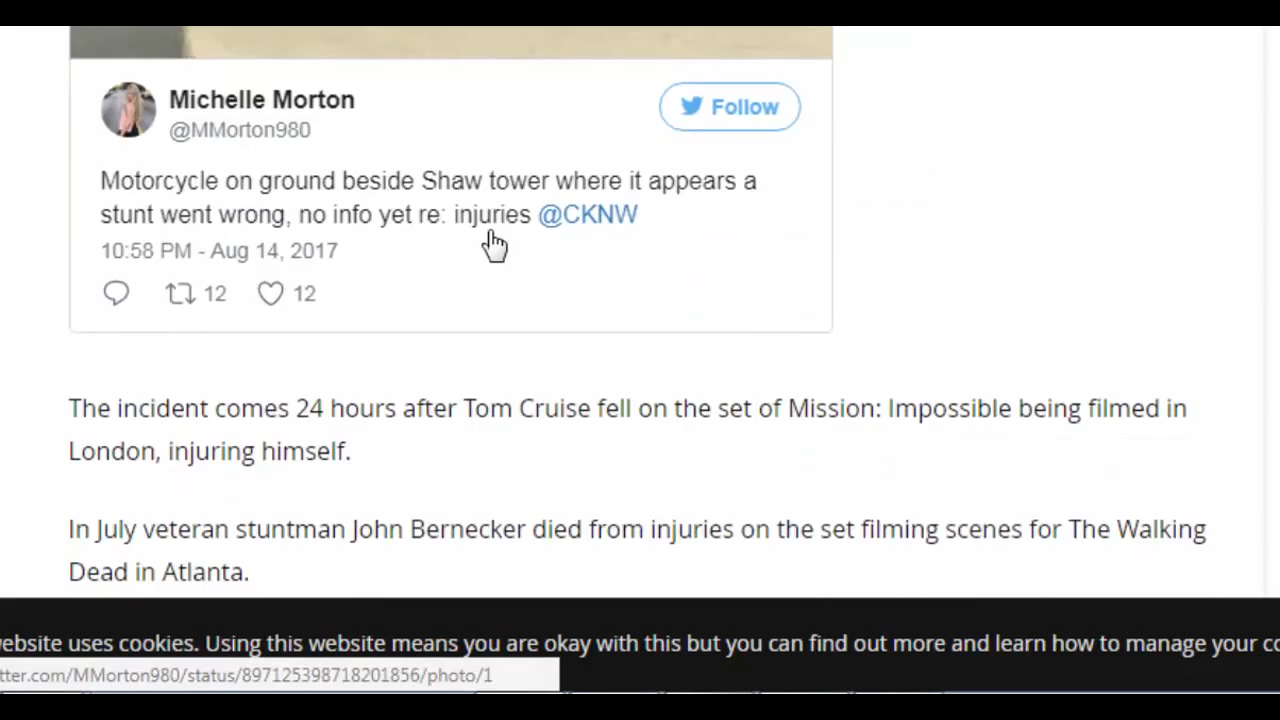 Michelle Morton
Follow
@MMorton980
Motorcycle on ground beside Shaw tower where it appears a
stunt went wrong, no info yet re: injuries @CKNW
10:58 PM - Aug 14, 2017
12 12
The incident comes 24 hours after Tom Cruise fell on the set of Mission: Impossible being filmed in
London, injuring himself.
In July veteran stuntman John Bernecker died from injuries on the set filming scenes for The Walking
Dead in Atlanta.
ebsite uses cookies. Using this website means you are okay with this but you can find out more and learn how to manage your co
tter.com/MMorton980/status/897125398718201856/photo/1